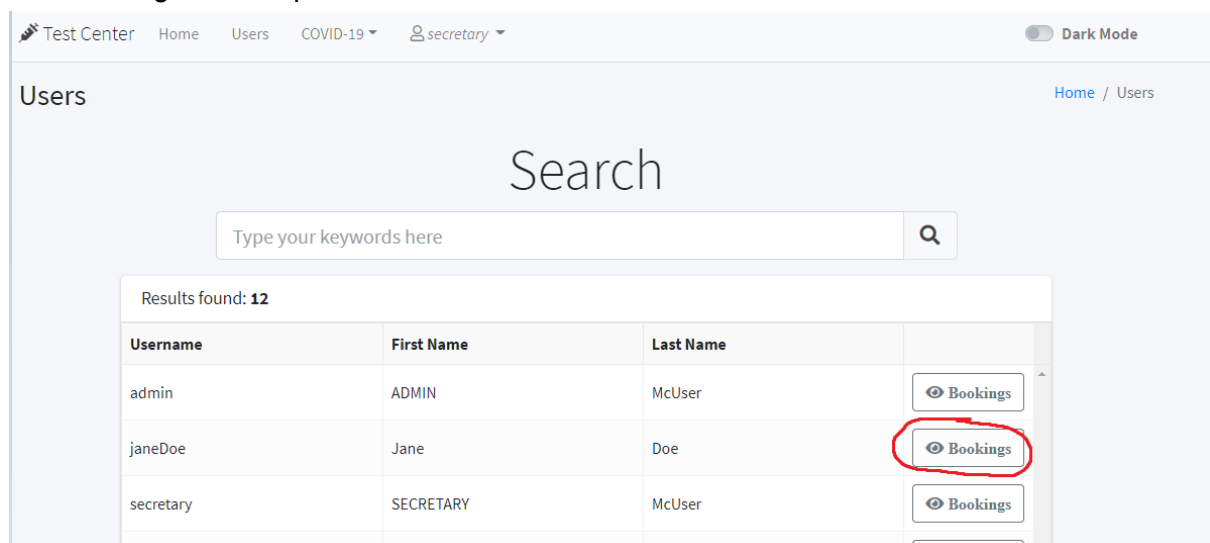 Test Center Home Users COVID-19 secretary Dark Mode
Users Home / Users
Search
Type your keywords here
Results found: 12
Username First Name Last Name
admin ADMIN McUser Bookings
janeDoe Jane Doe Bookings
secretary SECRETARY McUser Bookings